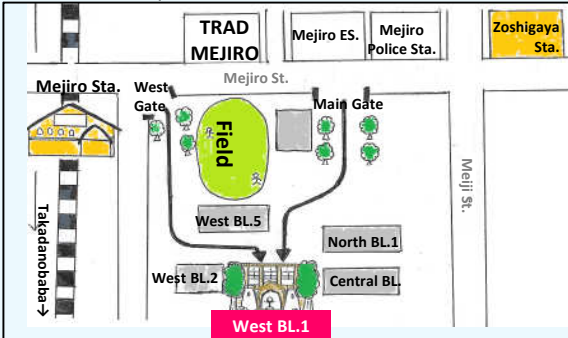 TRAD
MEJIRO
Mejiro ES.
Mejiro
Police Sta.
Zoshigaya
Sta.
Mejiro St.
Mejiro Sta.
West
Gate
Main Gate
Field
Meiji St.
Takadanobaba→
West BL.5
North BL.1
West BL.2
Central BL.
West BL.1